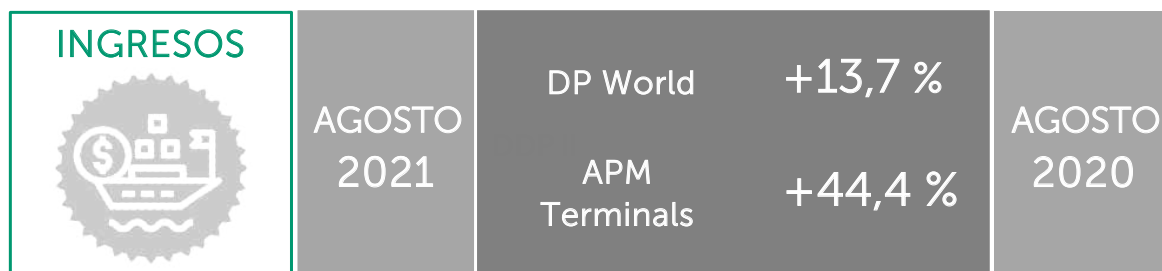 INGRESOS
$
AGOSTO
2021
DP World +13,7 %
APM
Terminals
+44,4 %
AGOSTO
2020